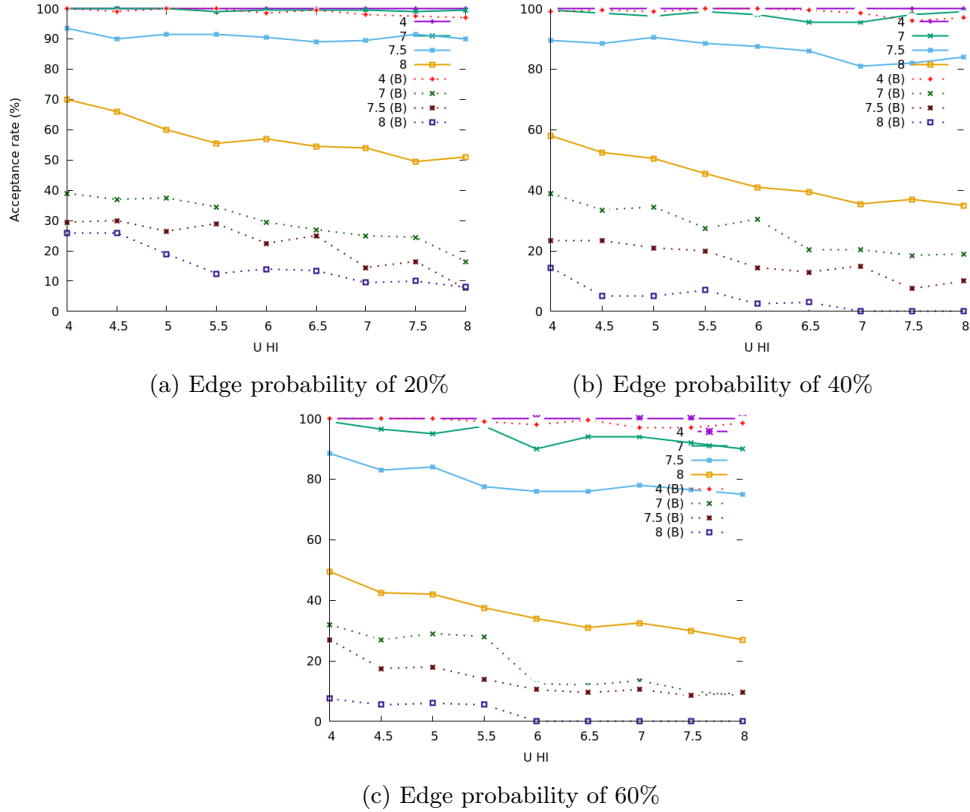 100
90
80
70
60
50
40
30
20
10
0
Acceptance rate (%)
4 4.5 5 5.5 6 6.5 7 7.5 8
U HI
4
7
7.5
8
4 (B)
7 (B)
7.5 (B)
8 (B)
(a) Edge probability of 20%
100
80
60
40
20
0
4 4.5 5 5.5 6 6.5 7 7.5 8
U HI
4
7
7.5
8
4 (B)
7 (B)
7.5 (B)
8 (B)
(b) Edge probability of 40%
100
80
60
40
20
0
4 4.5 5 5.5 6 6.5 7 7.5 8
U HI
4
7
7.5
8
4 (B)
7 (B)
7.5 (B)
8 (B)
(c) Edge probability of 60%